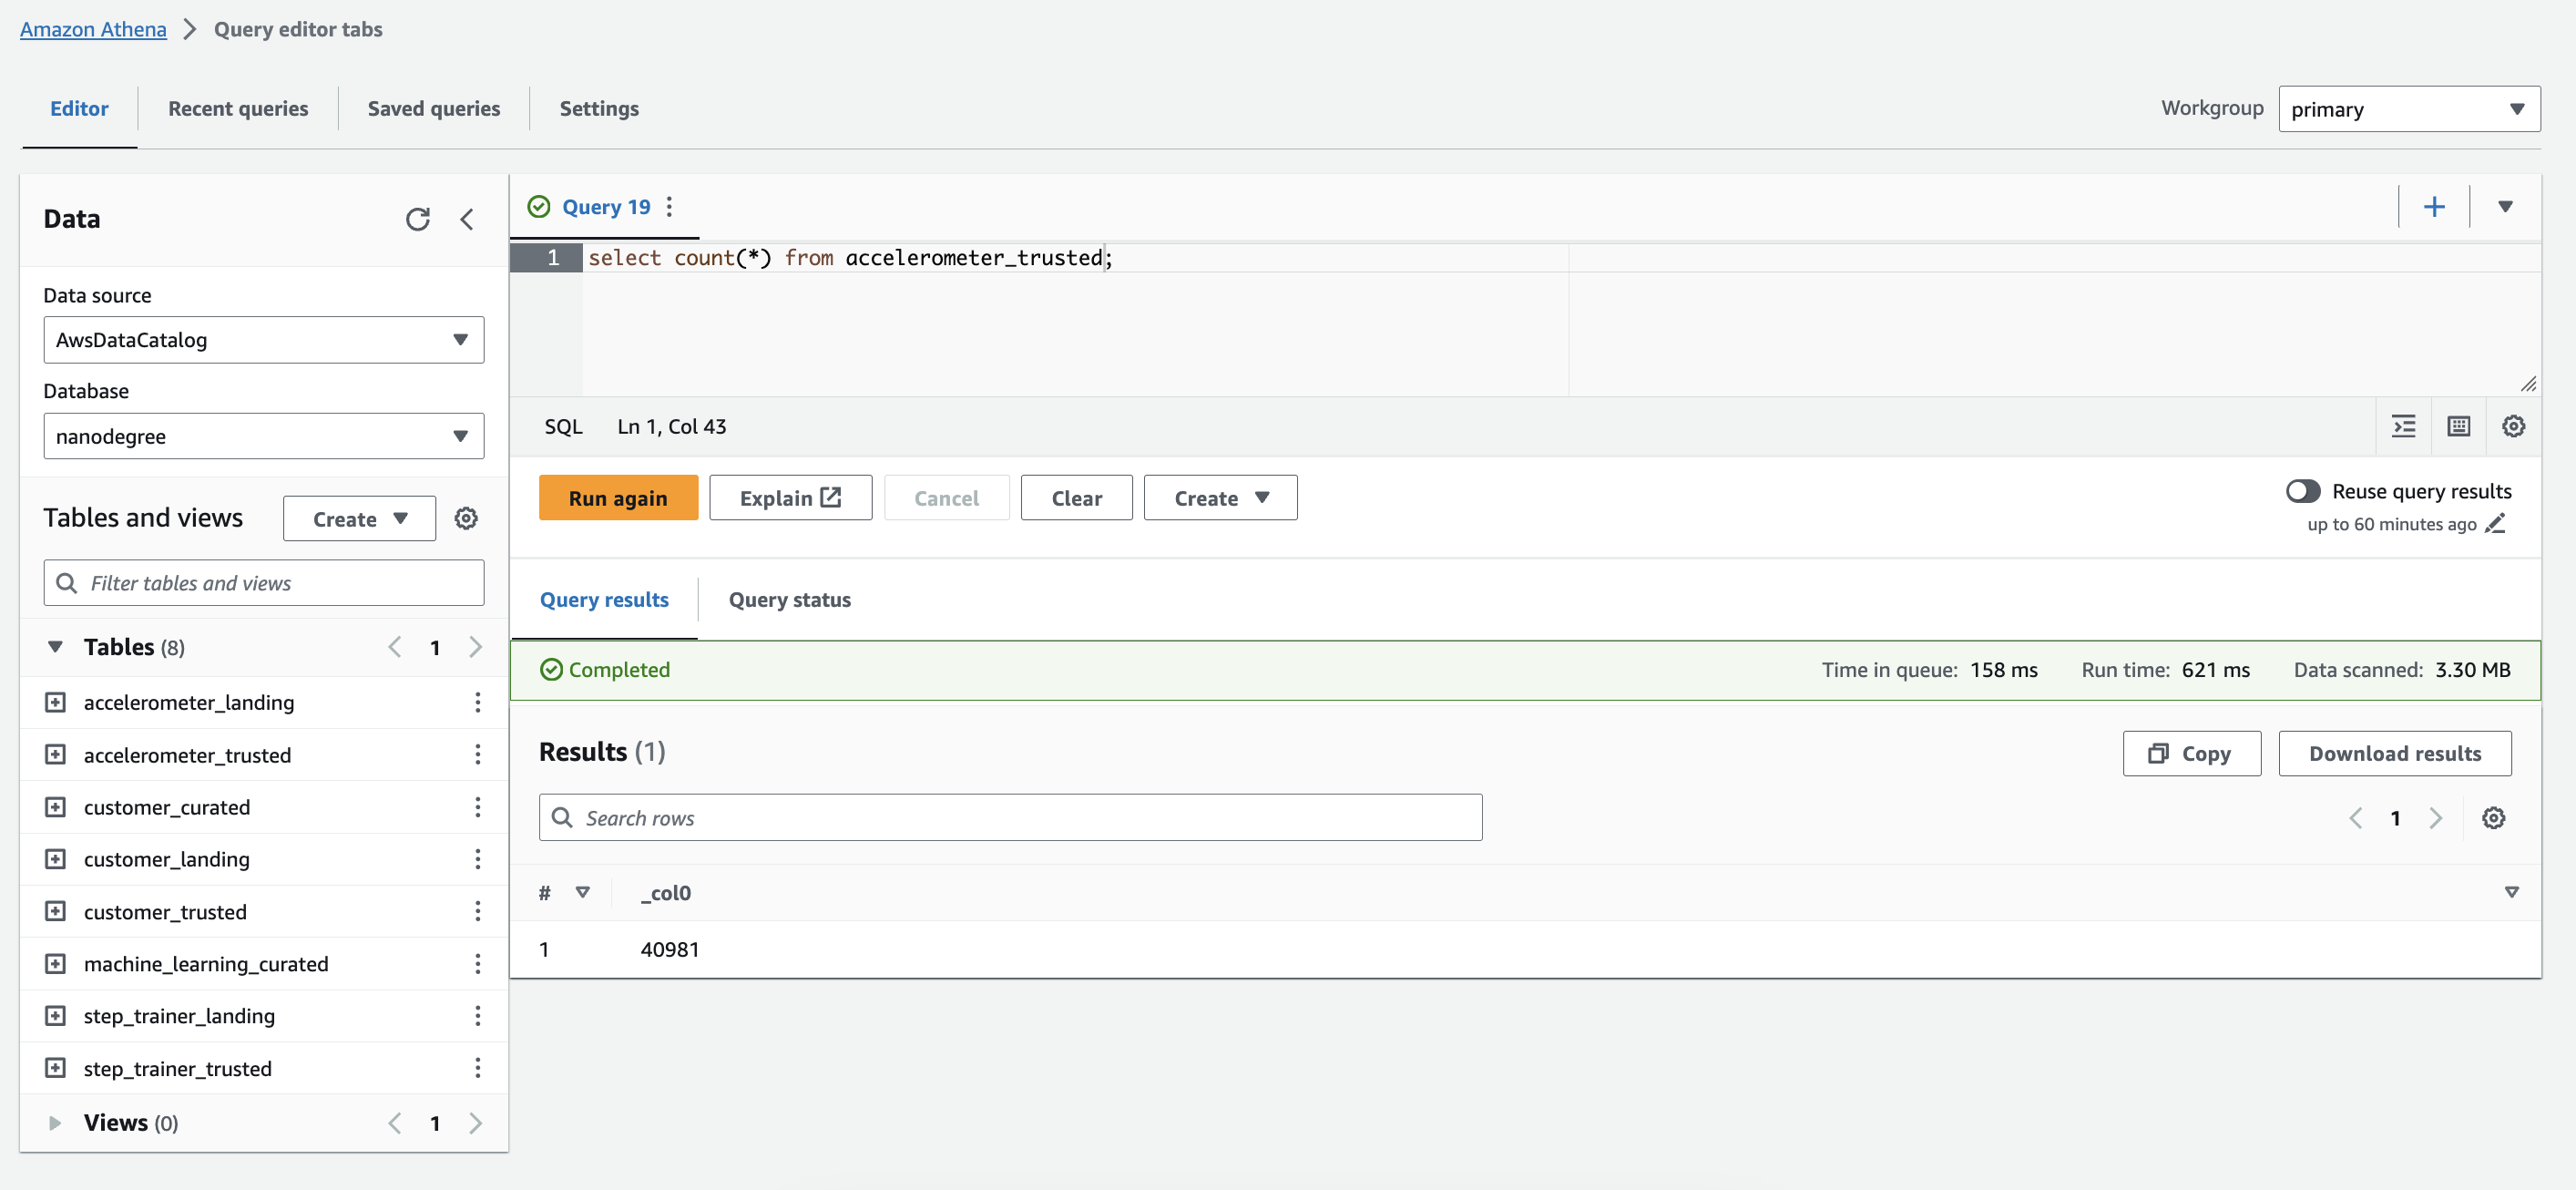 Amazon Athena > Query editor tabs
Editor Recent queries Saved queries Settings Workgroup primary
Data
Data source
AwsDataCatalog
Database
nanodegree
Tables and views Create
Filter tables and views
Tables (8) 1
accelerometer_landing
accelerometer_trusted
customer_curated
customer_landing
customer_trusted
machine_learning_curated
step_trainer_landing
step_trainer_trusted
Views (0) 1
Query 19
1 select count(*) from accelerometer_trusted;
SQL Ln 1, Col 43
Run again Explain Cancel Clear Create Reuse query results
up to 60 minutes ago
Query results Query status
Completed Time in queue: 158 ms Run time: 621 ms Data scanned: 3.30 MB
Results (1) Copy Download results
Search rows 1
# _col0
1 40981